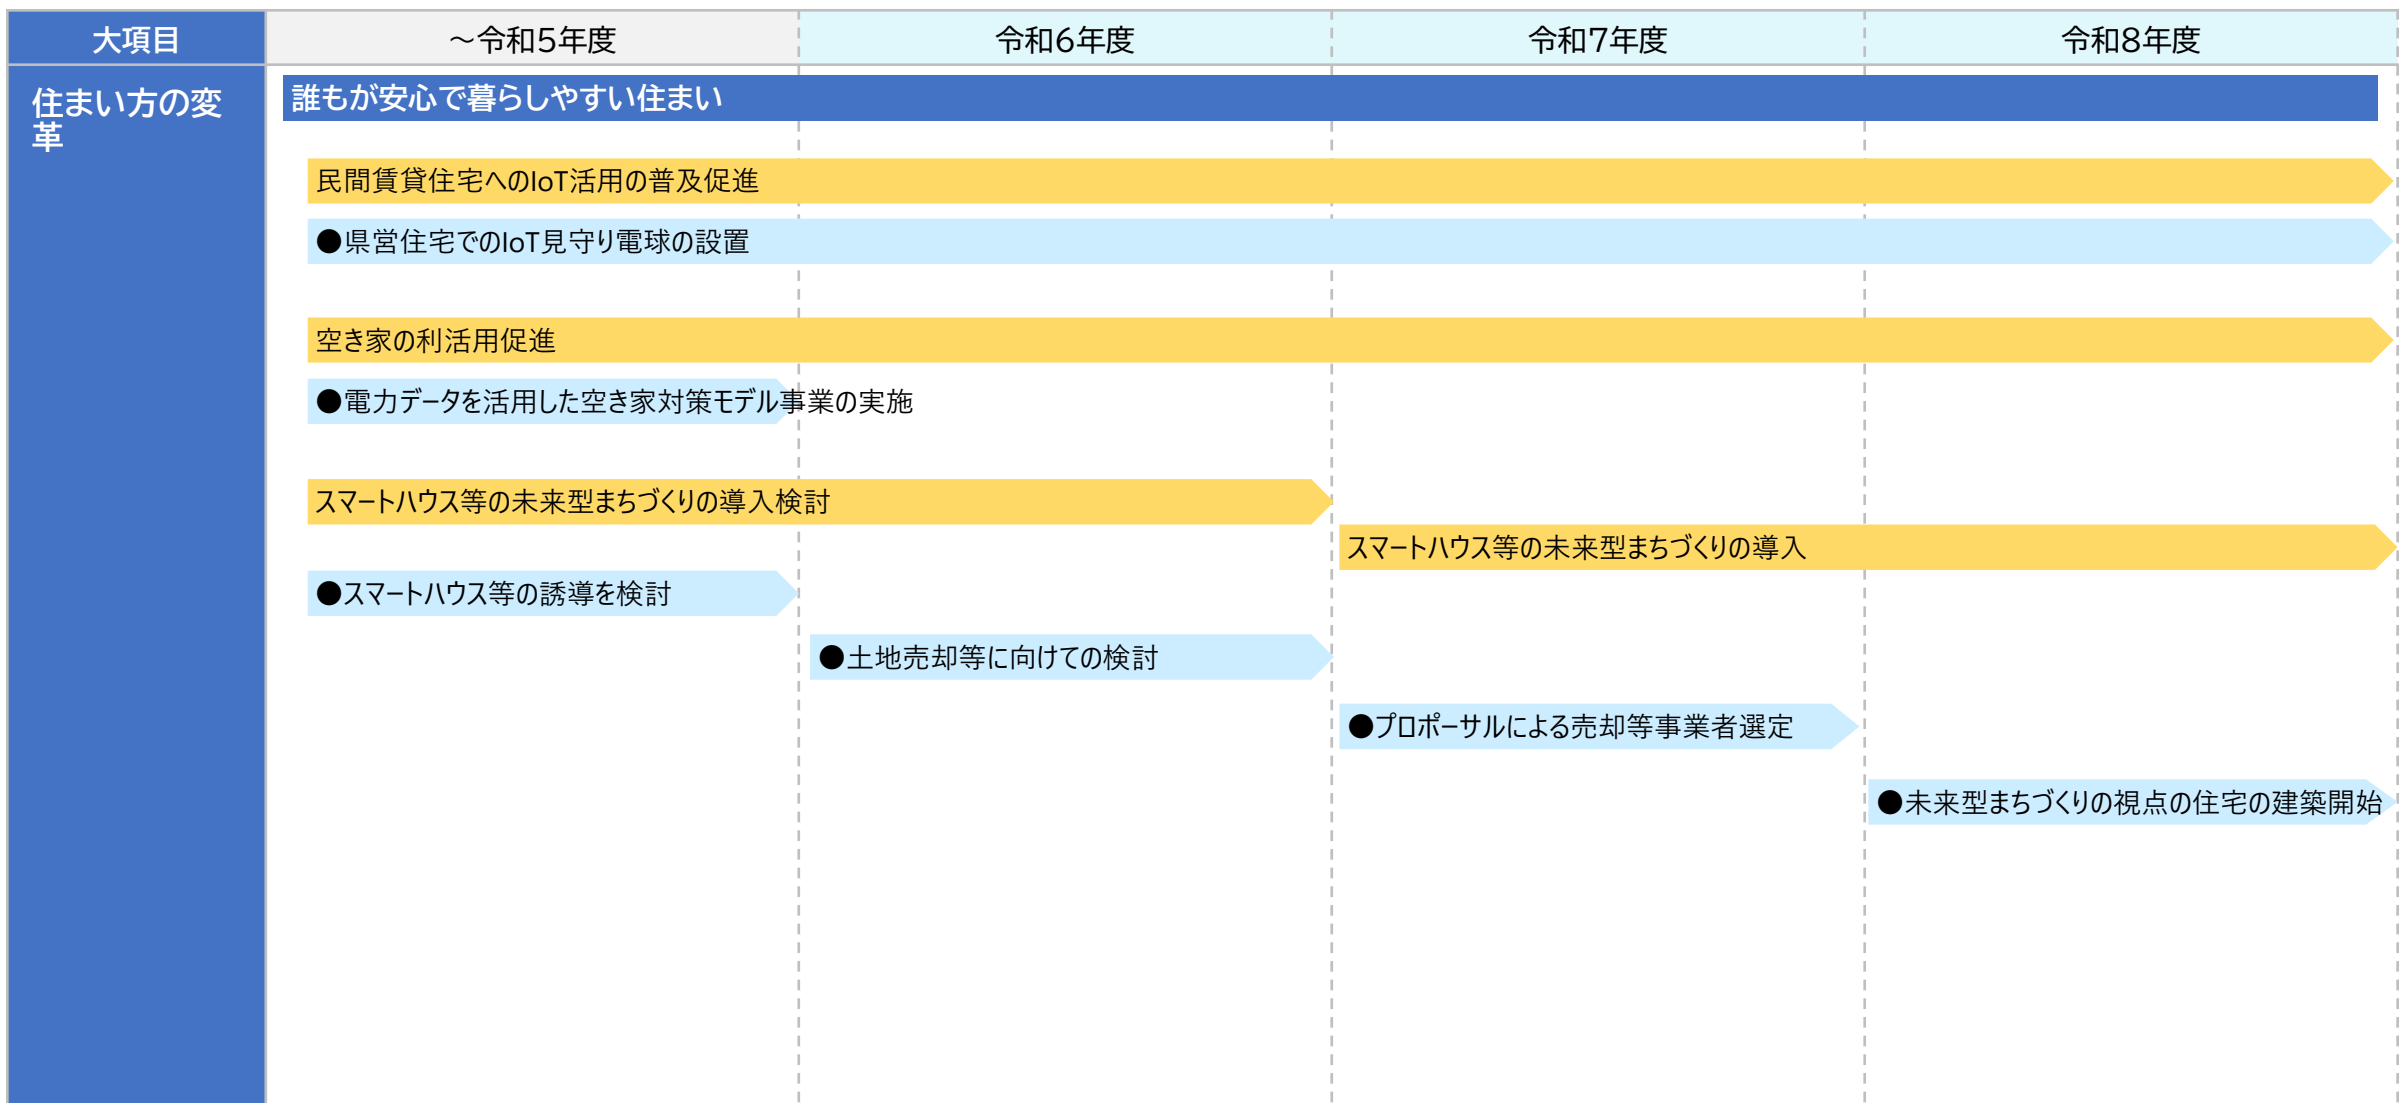 大項目
～令和5年度
令和6年度
令和7年度
令和8年度
住まい方の変
革
誰もが安心で暮らしやすい住まい
民間賃貸住宅へのIoT活用の普及促進
●県営住宅でのIoT見守り電球の設置
空き家の利活用促進
●電力データを活用した空き家対策モデル事業の実施
スマートハウス等の未来型まちづくりの導入検討
スマートハウス等の未来型まちづくりの導入
●スマートハウス等の誘導を検討
●土地売却等に向けての検討
●プロポーサルによる売却等事業者選定
●未来型まちづくりの視点の住宅の建築開始